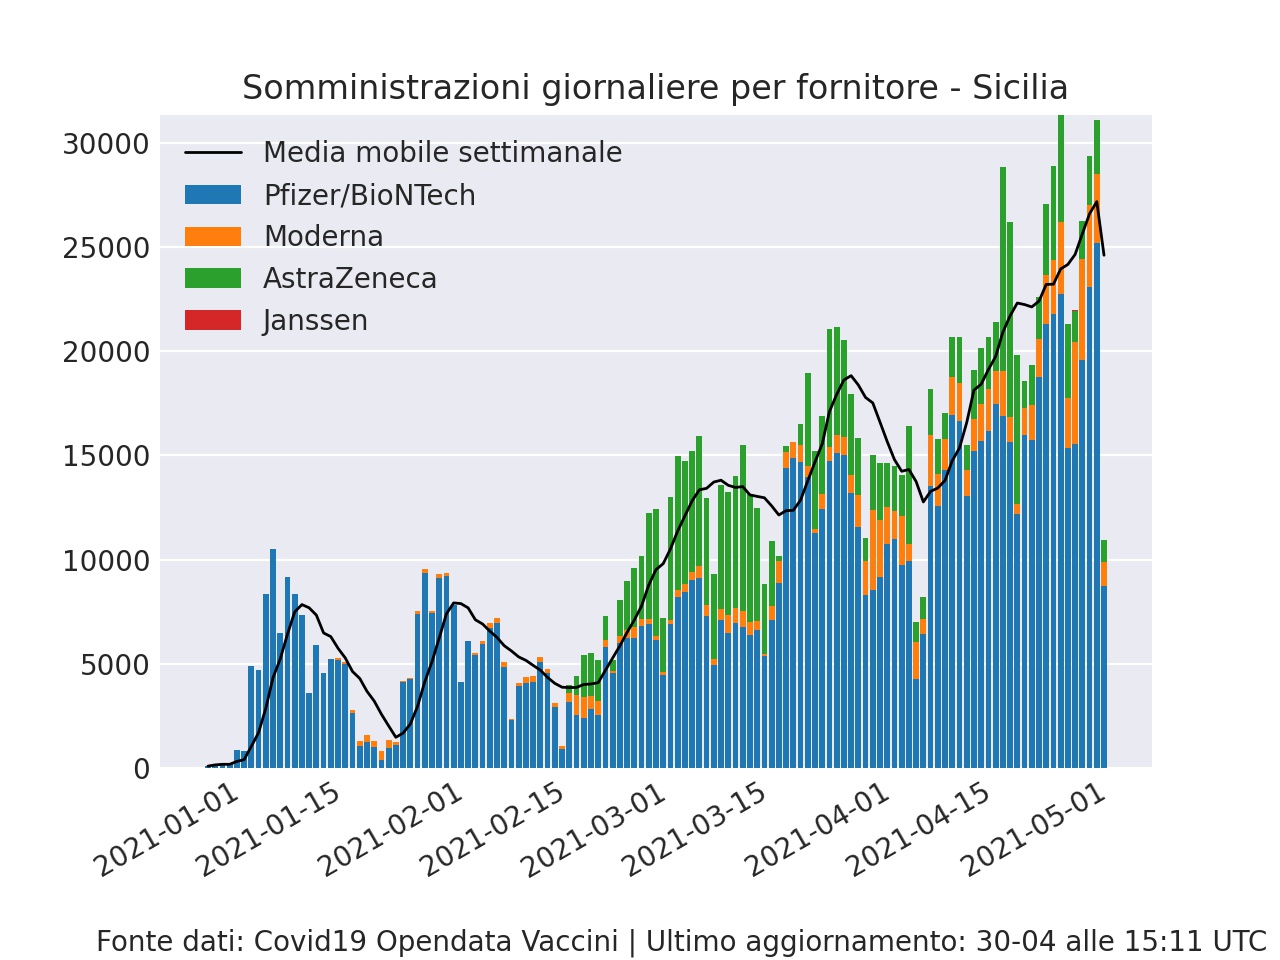 Somministrazioni giornaliere per fornitore - Sicilia
Media mobile settimanale
Pfizer/BioNTech
Moderna
AstraZeneca
Janssen
30000
25000
20000
15000
10000
5000
0
2021-01-01
2021-01-15
2021-02-01
2021-02-15
2021-03-01
2021-03-15
2021-04-01
2021-04-15
2021-05-01
Fonte dati: Covid19 Opendata Vaccini | Ultimo aggiornamento: 30-04 alle 15:11 UTC